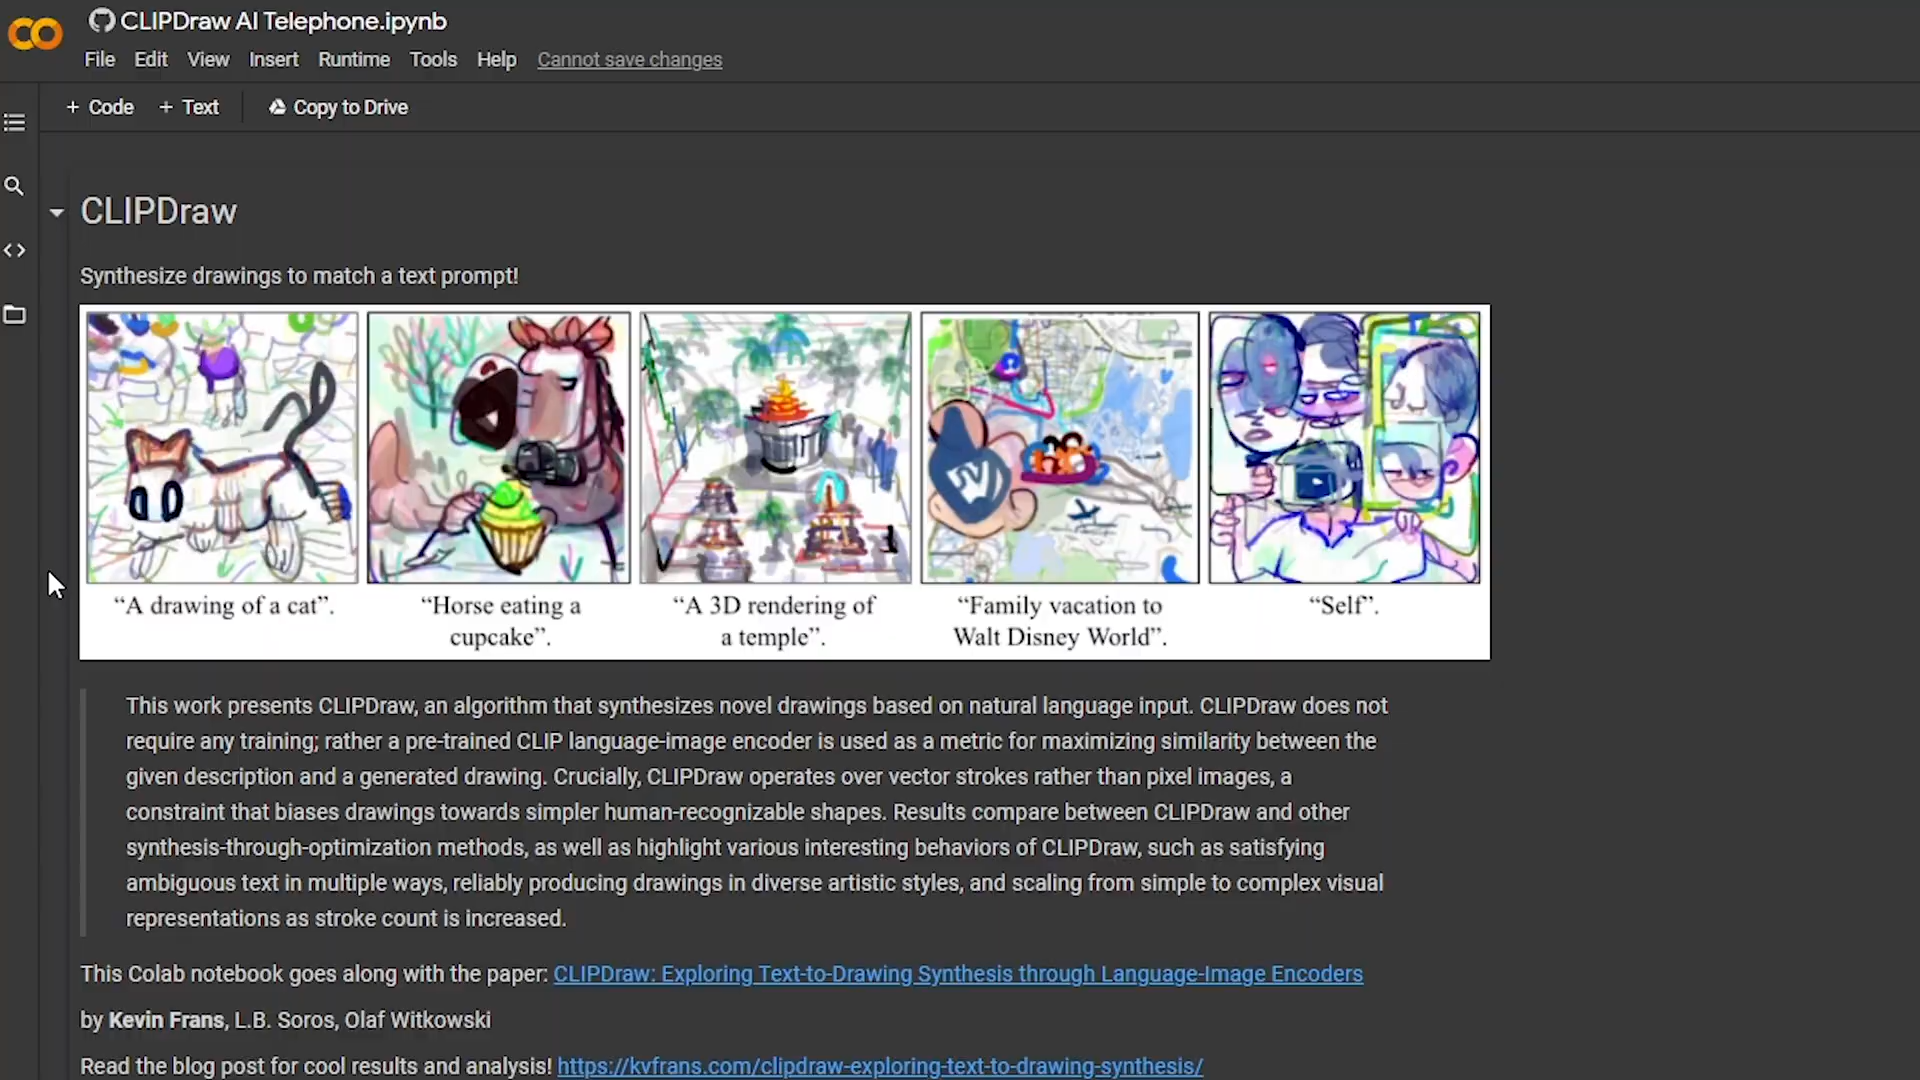 CLIPDraw AI Telephone.ipynb
File Edit View Insert Runtime Tools Help Cannot save changes
+ Code + Text Copy to Drive
CLIPDraw
Synthesize drawings to match a text prompt!
“A drawing of a cat”.
“Horse eating a
cupcake”.
“A 3D rendering of
a temple”.
“Family vacation to
Walt Disney World”.
“Self”.
This work presents CLIPDraw, an algorithm that synthesizes novel drawings based on natural language input. CLIPDraw does not
require any training; rather a pre-trained CLIP language-image encoder is used as a metric for maximizing similarity between the
given description and a generated drawing. Crucially, CLIPDraw operates over vector strokes rather than pixel images, a
constraint that biases drawings towards simpler human-recognizable shapes. Results compare between CLIPDraw and other
synthesis-through-optimization methods, as well as highlight various interesting behaviors of CLIPDraw, such as satisfying
ambiguous text in multiple ways, reliably producing drawings in diverse artistic styles, and scaling from simple to complex visual
representations as stroke count is increased.
This Colab notebook goes along with the paper: CLIPDraw: Exploring Text-to-Drawing Synthesis through Language-Image Encoders
by Kevin Frans, L.B. Soros, Olaf Witkowski
Read the blog post for cool results and analysis! https://kvfrans.com/clipdraw-exploring-text-to-drawing-synthesis/